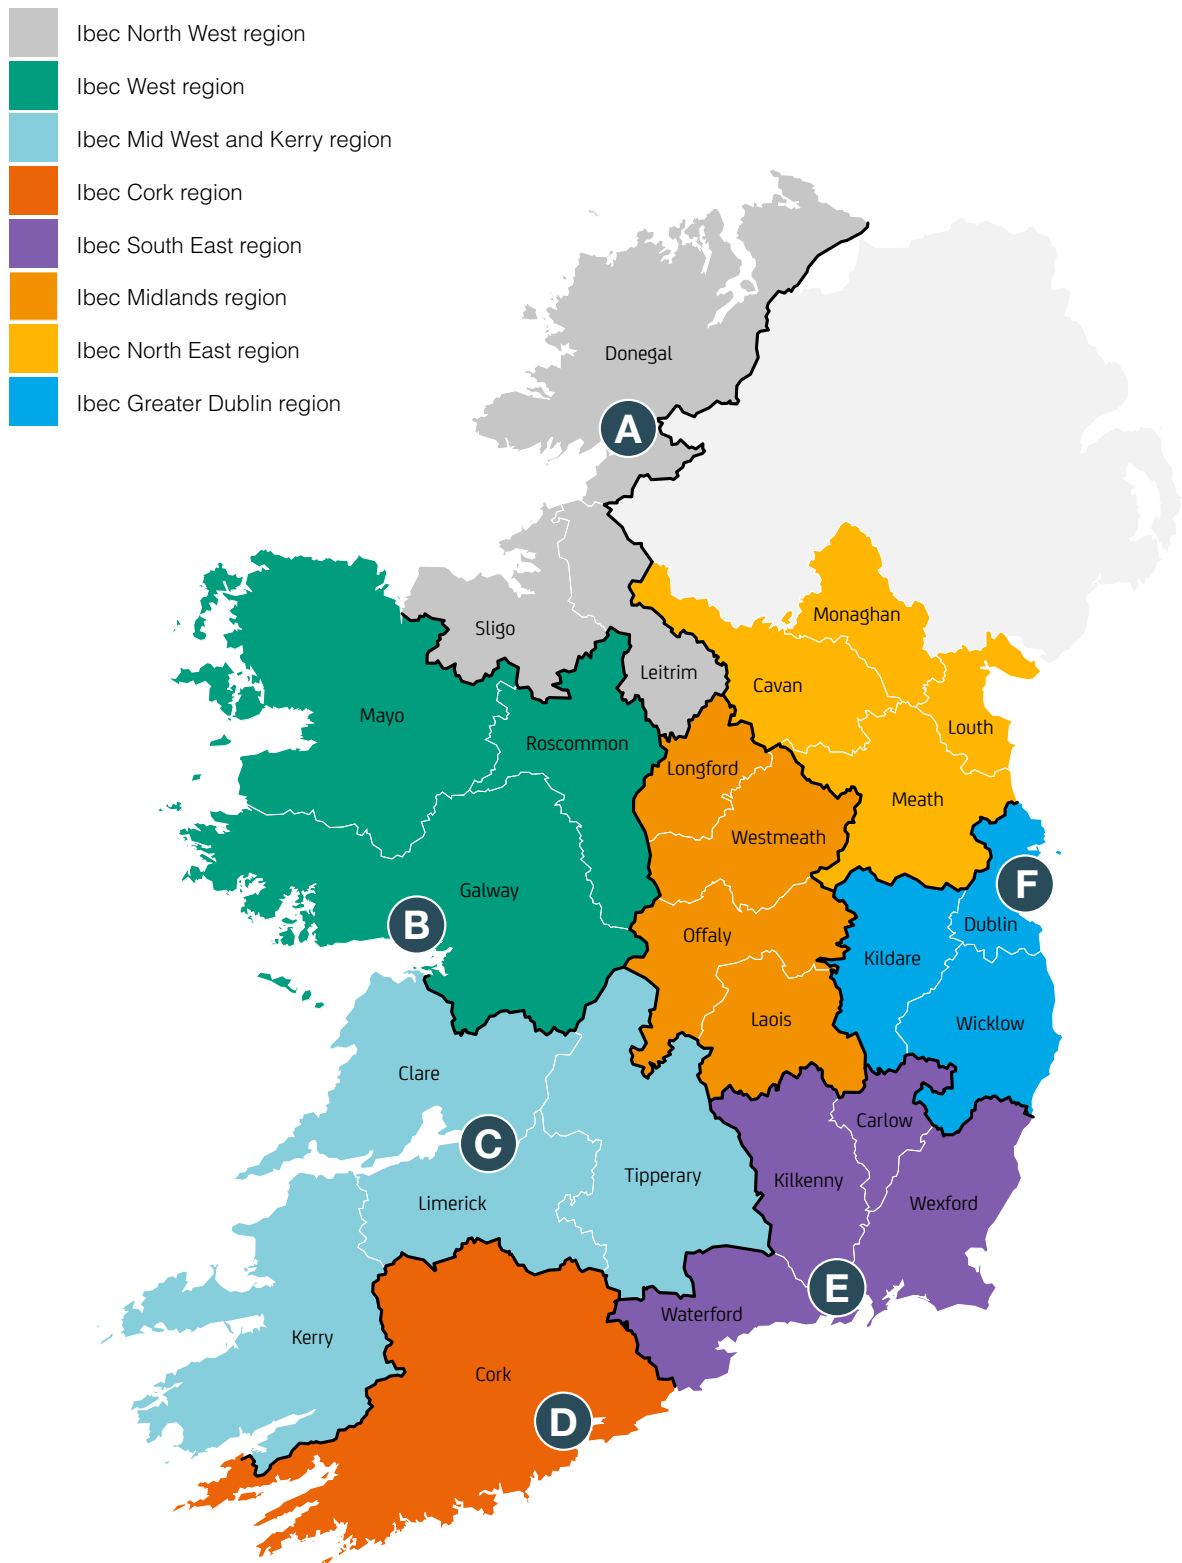 Ibec North West region
Ibec West region
Ibec Mid West and Kerry region
Ibec Cork region
Ibec South East region
Ibec Midlands region
Ibec North East region
Ibec Greater Dublin region
Donegal
A
Monaghan
Sligo
Leitrim
Cavan
Mayo
Louth
Roscommon
Longford
Meath
Westmeath
F
Galway
B
Dublin
Offaly
Kildare
Laois
Wicklow
Clare
Carlow
C
Tipperary
Kilkenny
Limerick
Wexford
E
Waterford
Kerry
Cork
D